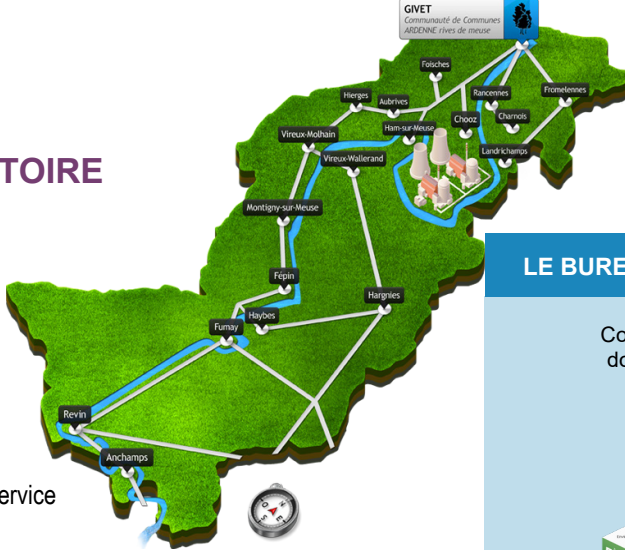 GIVET
Communauté de Communes
ARDENNE rives de meuse
Foisches
Hierges
Aubrives
Rancennes
Fromelennes
Chooz
Charnois
Ham-sur-Meuse
Vireux-Molhain
Landrichamps
Vireux-Wallerand
TOIRE
Montigny-sur-Meuse
LE BURE
Fépin
Hargnies
Haybes
Fumay
Co
do
Revin
Anchamps
ervice
N
O
E
S